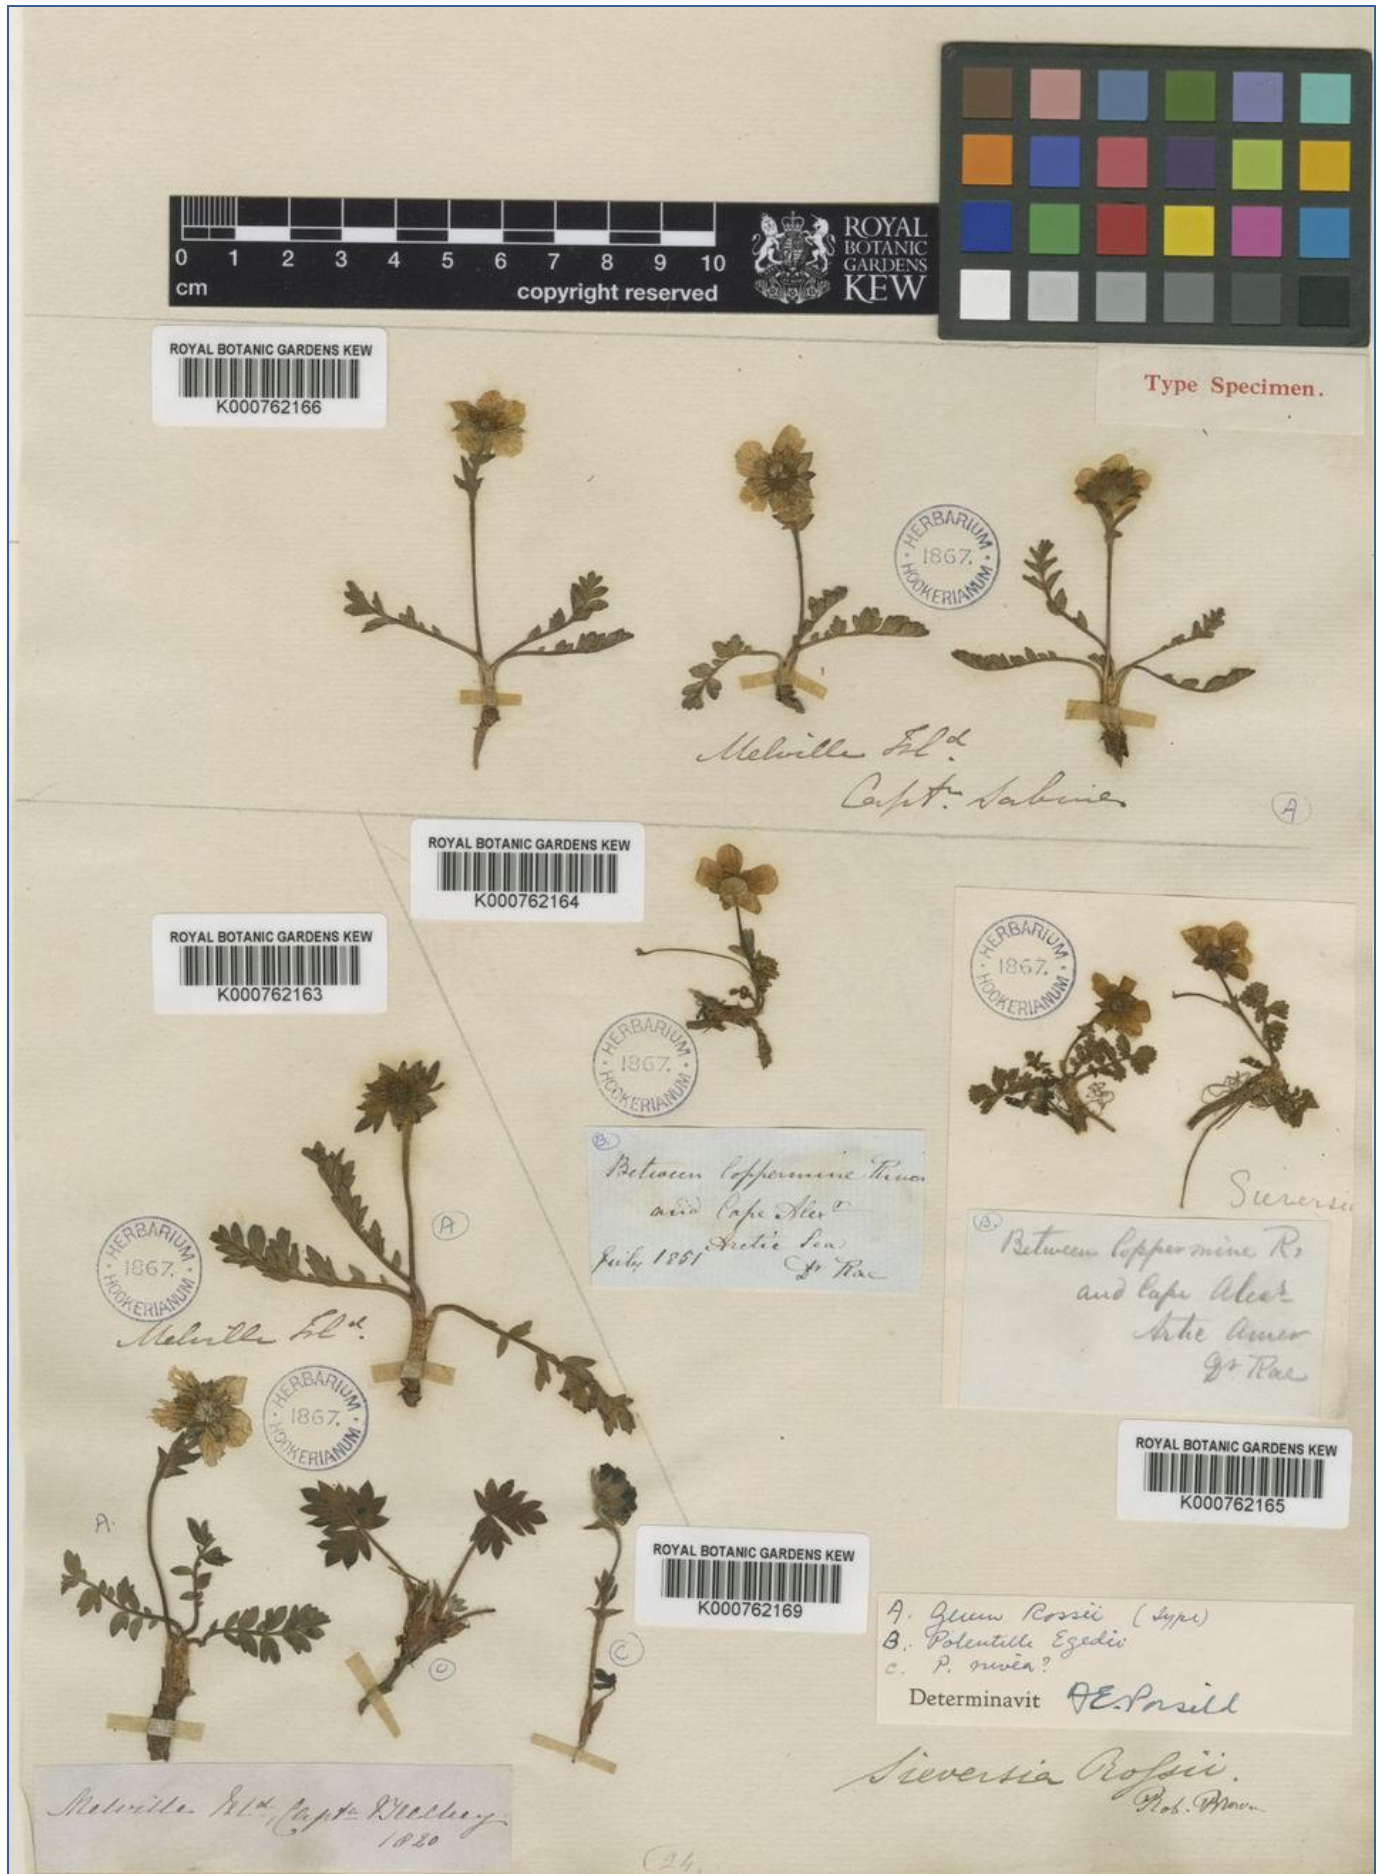 0 1 2 3 4 5 6 7 8 9 10
cm
copyright reserved
ROYAL
BOTANIC
GARDENS
KEW
ROYAL BOTANIC GARDENS KEW
K000762166
Type Specimen.
HERBARIUM
1867.
HOOKERIANUM
Melville Isld.
Captn. Sabine
A
ROYAL BOTANIC GARDENS KEW
K000762164
ROYAL BOTANIC GARDENS KEW
K000762163
HERBARIUM
1867.
HOOKERIANUM
HERBARIUM
1867.
HOOKERIANUM
B.
Between Coppermine River
and Cape Alexr
Arctic Sea
July 1851
Dr Rae
Sieversia
B.
Between Coppermine R.
and Cape Alexr
Artic Amer
Dr Rae
A
HERBARIUM
1867.
HOOKERIANUM
Melville Isld.
HERBARIUM
1867.
HOOKERIANUM
A.
C
C
ROYAL BOTANIC GARDENS KEW
K000762165
ROYAL BOTANIC GARDENS KEW
K000762169
A. Geum Rossii (Type)
B. Potentilla Egedii
C. P. nivea?
Determinavit AE. Porsild
Sieversia Rossii.
Rob. Brown
Melville Isld, Captn
1820
(24.